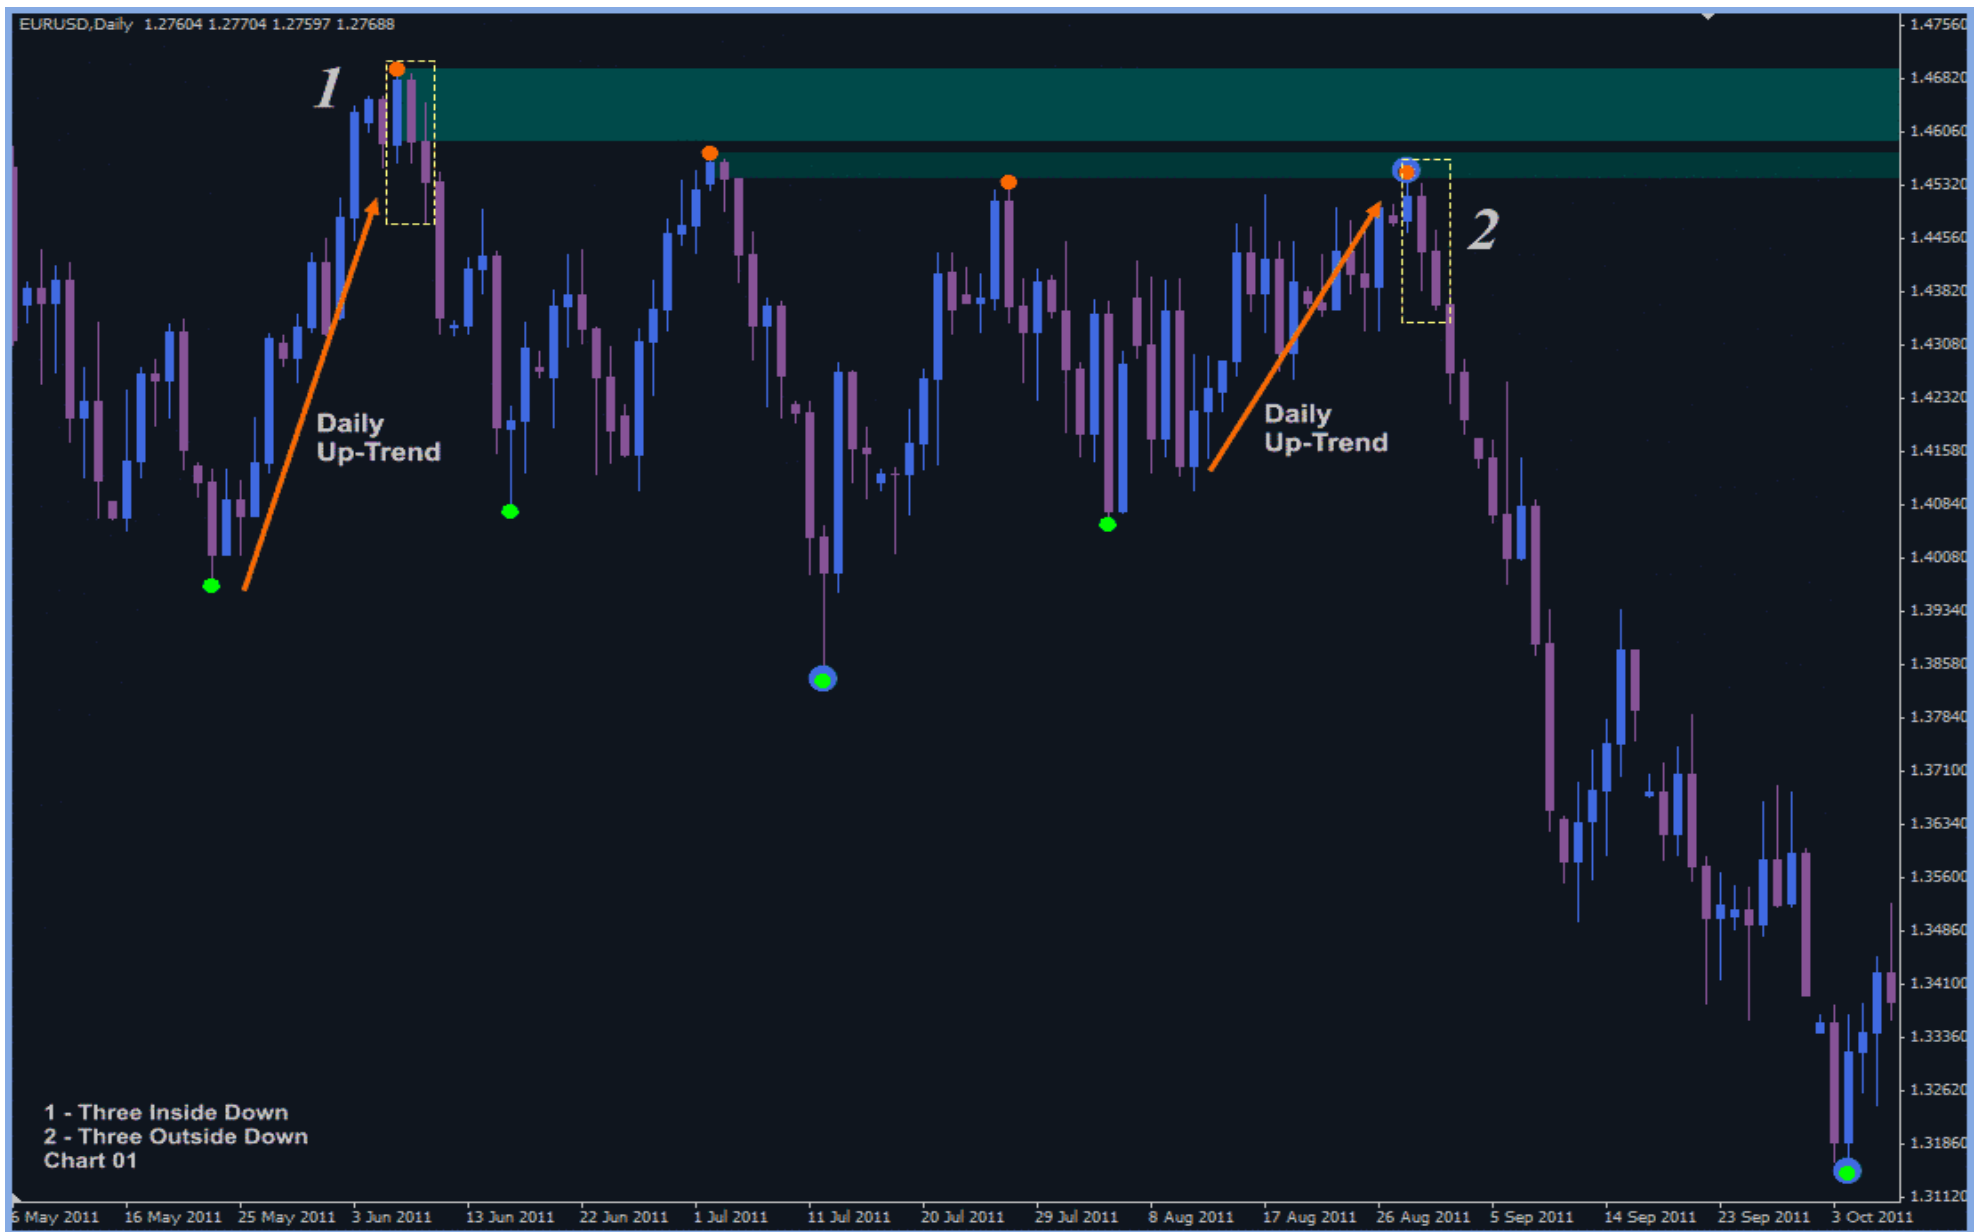 EURUSD,Daily 1.27604 1.27704 1.27597 1.27688
1
2
Daily
Up-Trend
Daily
Up-Trend
1 - Three Inside Down
2 - Three Outside Down
Chart 01
1.47560
1.46820
1.46060
1.45320
1.44560
1.43820
1.43080
1.42320
1.41580
1.40840
1.40080
1.39340
1.38580
1.37840
1.37100
1.36340
1.35600
1.34860
1.34100
1.33360
1.32620
1.31860
1.31120
6 May 2011 16 May 2011 25 May 2011 3 Jun 2011 13 Jun 2011 22 Jun 2011 1 Jul 2011 11 Jul 2011 20 Jul 2011 29 Jul 2011 8 Aug 2011 17 Aug 2011 26 Aug 2011 5 Sep 2011 14 Sep 2011 23 Sep 2011 3 Oct 2011